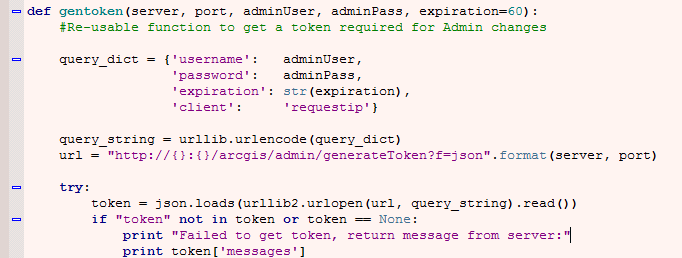 def gentoken(server, port, adminUser, adminPass, expiration=60):
#Re-usable function to get a token required for Admin changes
query_dict = {'username': adminUser,
'password': adminPass,
'expiration': str(expiration),
'client': 'requestip'}
query_string = urllib.urlencode(query_dict)
url = "http://{}:{}/arcgis/admin/generateToken?f=json".format(server, port)
try:
token = json.loads(urllib2.urlopen(url, query_string).read())
if "token" not in token or token == None:
print "Failed to get token, return message from server:"
print token['messages']